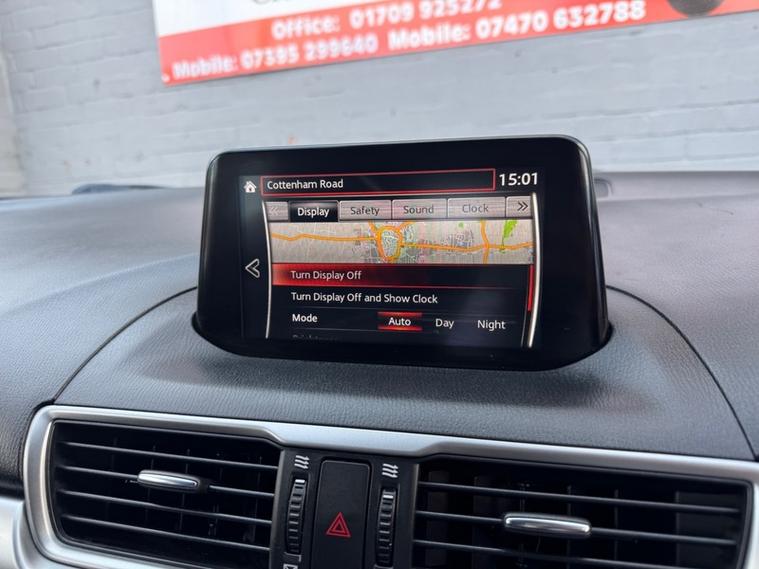 Office: 01709 925272
Mobile: 07395 299640 Mobile: 07470 632788
Cottenham Road 15:01
Display Safety Sound Clock
Turn Display Off
Turn Display Off and Show Clock
Mode Auto Day Night